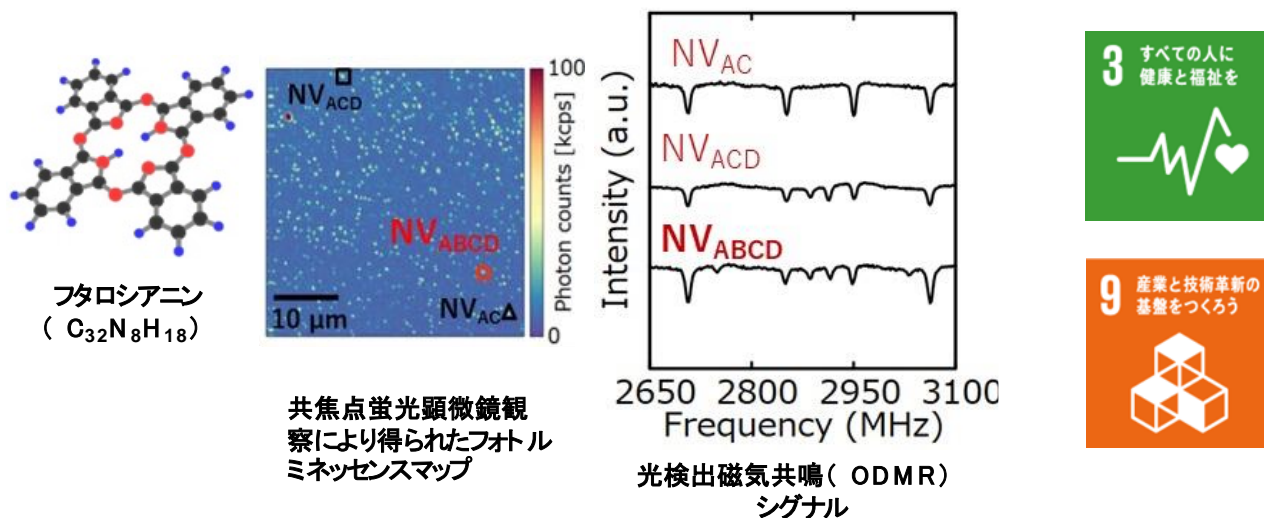 フタロシアニン
( C32N8H18)
NVACD
NVABCD
NVAC
10 μm
100
Photon counts [kcps]
0
共焦点蛍光顕微鏡観
察により得られたフォトル
ミネッセンスマップ
Intensity (a.u.)
NVAC
NVACD
NVABCD
2650 2800 2950 3100
Frequency (MHz)
光検出磁気共鳴( ODMR)
シグナル
3 すべての人に
健康と福祉を
9 産業と技術革新の
基盤をつくろう